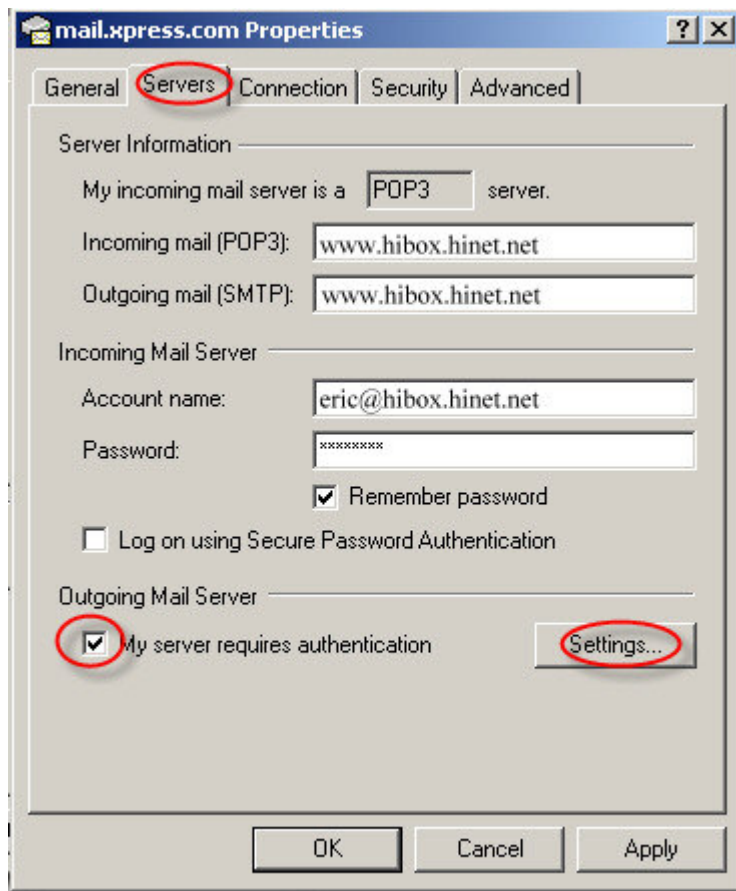 mail.xpress.com Properties
General Servers Connection Security Advanced
Server Information
My incoming mail server is a POP3 server.
Incoming mail (POP3): www.hibox.hinet.net
Outgoing mail (SMTP): www.hibox.hinet.net
Incoming Mail Server
Account name: eric@hibox.hinet.net
Password: ********
Remember password
Log on using Secure Password Authentication
Outgoing Mail Server
My server requires authentication Settings...
OK Cancel Apply